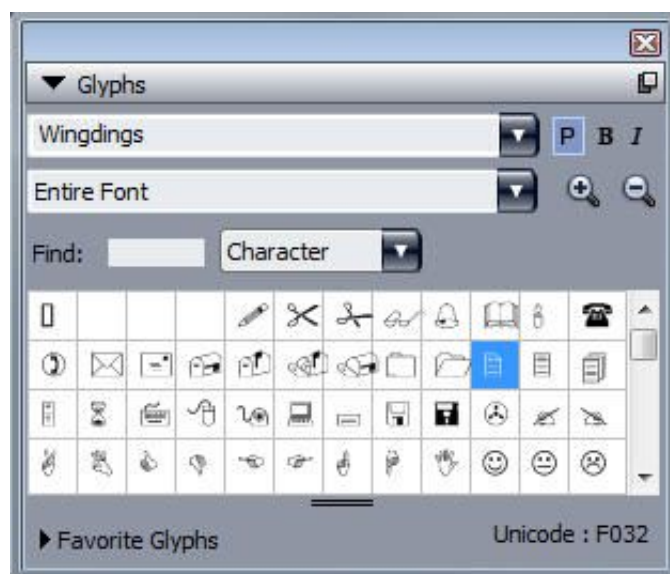 Glyphs
Wingdings
P B I
Entire Font
Find:
Character
Favorite Glyphs
Unicode : F032